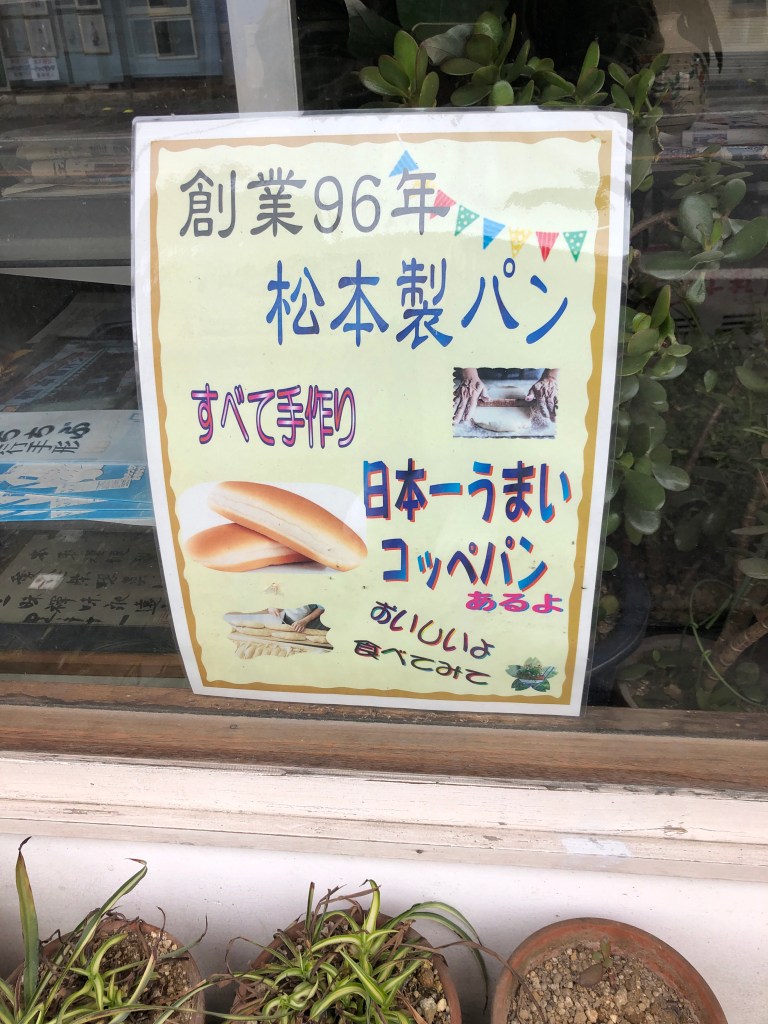 創業96年
松本製パン
すべて手作り
日本一うまい
コッペパン
あるよ
おいしいよ
食べてみて